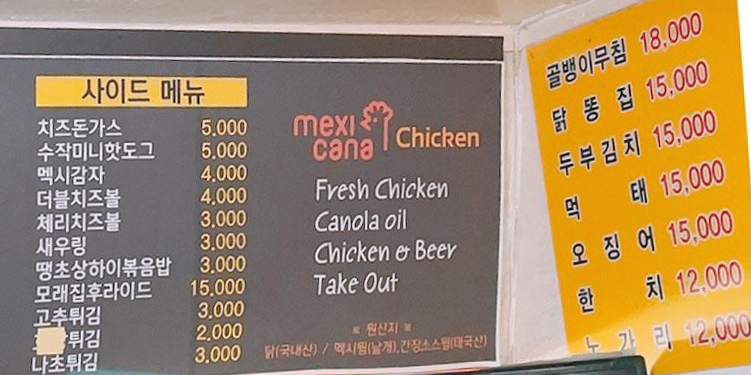 사이드 메뉴
치즈돈가스 5.000
수작미니핫도그 5.000
멕시감자 4.000
더블치즈볼 4.000
체리치즈볼 3.000
새우링 3.000
땡초상하이볶음밥 3.000
모래집후라이드 15.000
고추튀김 3.000
튀김 2.000
나초튀김 3.000
mexi
cana Chicken
Fresh Chicken
Canola oil
Chicken & Beer
Take Out
※ 원산지 ※
닭(국내산) / 멕시윙(날개),간장소스윙(태국산)
골뱅이무침 18,000
닭 똥 집 15,000
두부김치 15,000
먹 태 15,000
오 징 어 15,000
한 치 12,000
노 가 리 12,000